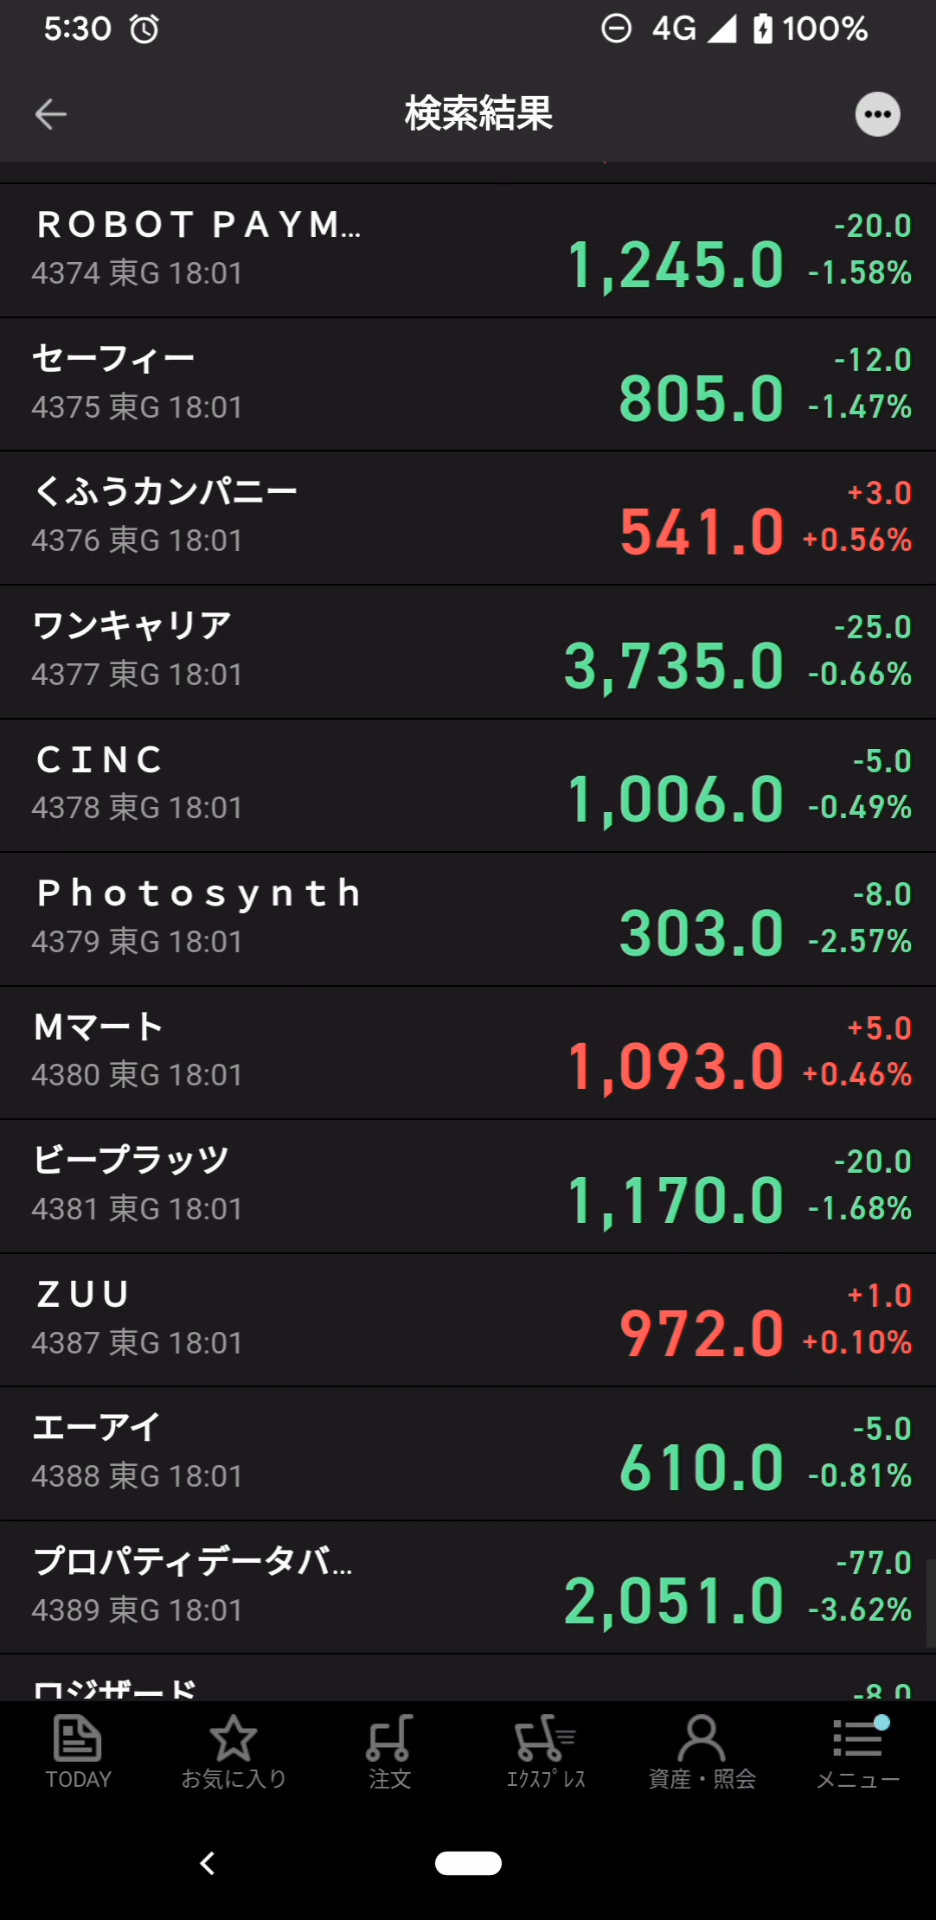 5:30 4G 100%
検索結果
ＲＯＢＯＴ ＰＡＹＭ...
4374 東G 18:01
1,245.0
-20.0
-1.58%
セーフィー
4375 東G 18:01
805.0
-12.0
-1.47%
くふうカンパニー
4376 東G 18:01
541.0
+3.0
+0.56%
ワンキャリア
4377 東G 18:01
3,735.0
-25.0
-0.66%
ＣＩＮＣ
4378 東G 18:01
1,006.0
-5.0
-0.49%
Ｐｈｏｔｏｓｙｎｔｈ
4379 東G 18:01
303.0
-8.0
-2.57%
Ｍマート
4380 東G 18:01
1,093.0
+5.0
+0.46%
ビープラッツ
4381 東G 18:01
1,170.0
-20.0
-1.68%
ＺＵＵ
4387 東G 18:01
972.0
+1.0
+0.10%
エーアイ
4388 東G 18:01
610.0
-5.0
-0.81%
プロパティデータバ...
4389 東G 18:01
2,051.0
-77.0
-3.62%
ロジザード
-8.0
TODAY お気に入り 注文 ｴｸｽﾌﾟﾚｽ 資産・照会 メニュー